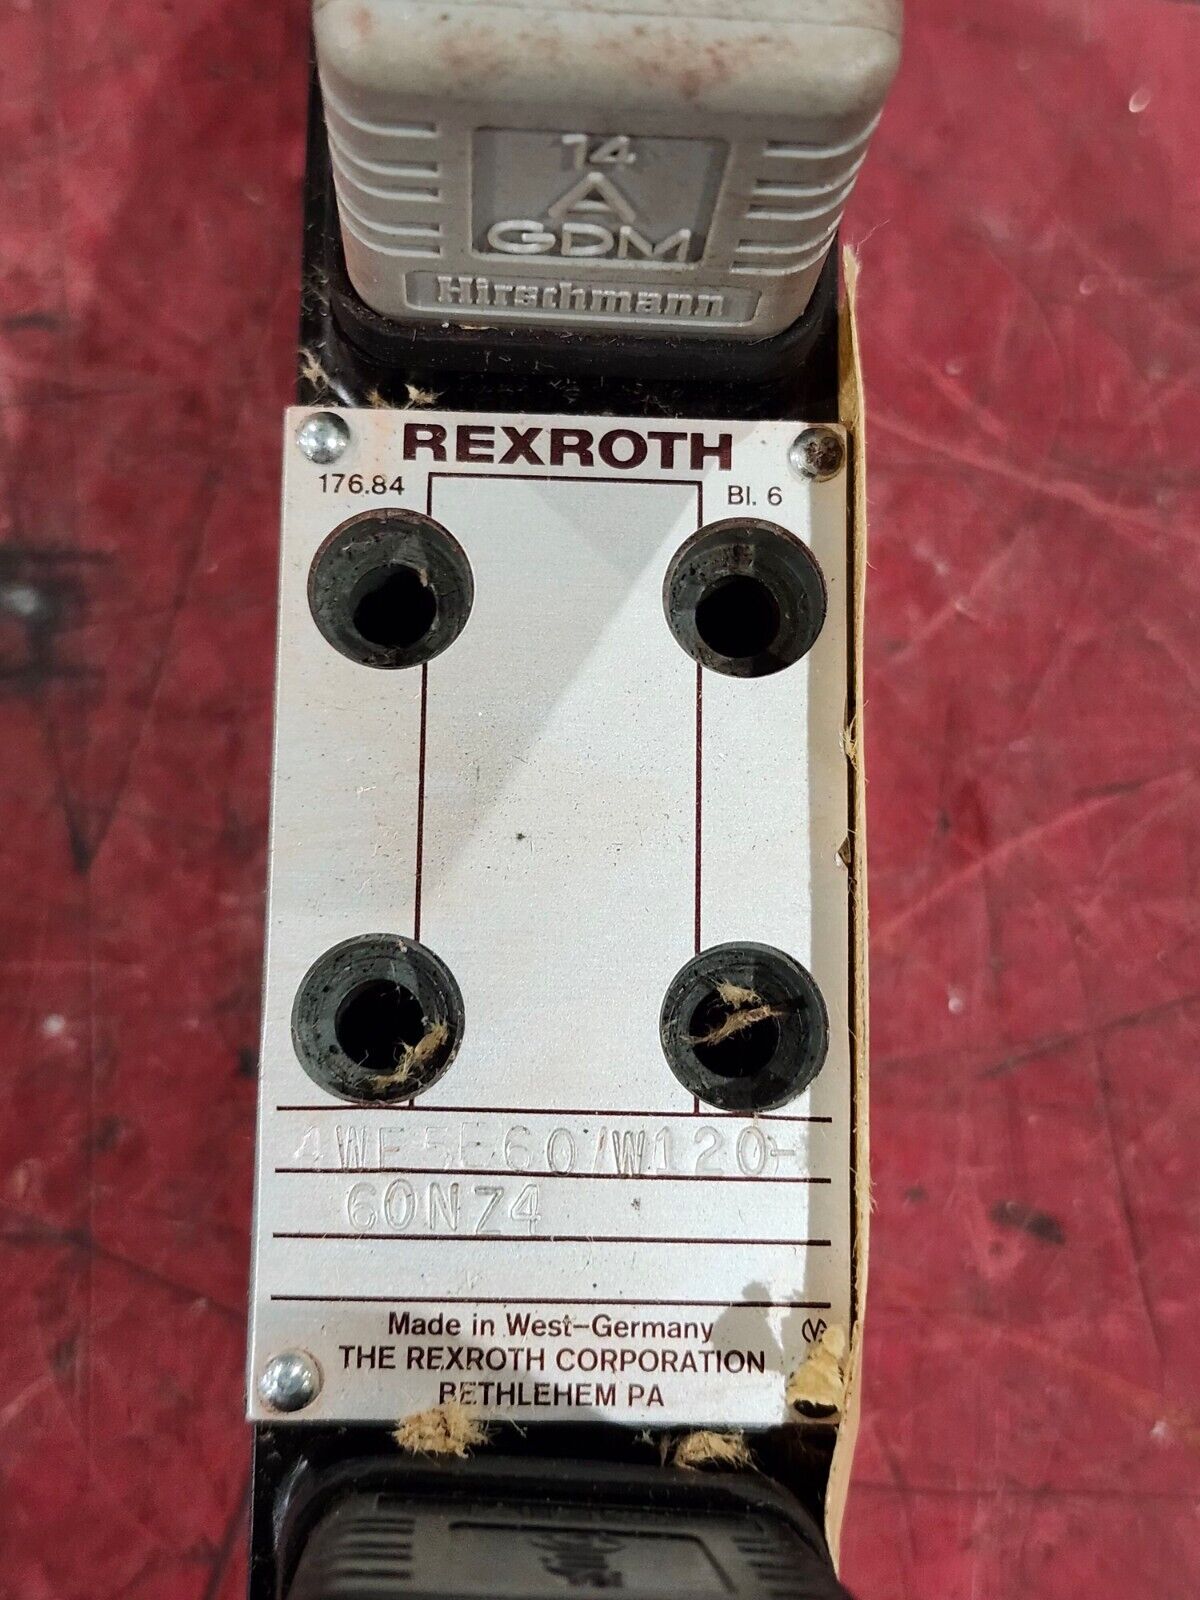 14
A
GDM
Hirschmann
REXROTH
176.84
Bl. 6
4WE5E60/W120-
60NZ4
Made in West-Germany
THE REXROTH CORPORATION
BETHLEHEM PA